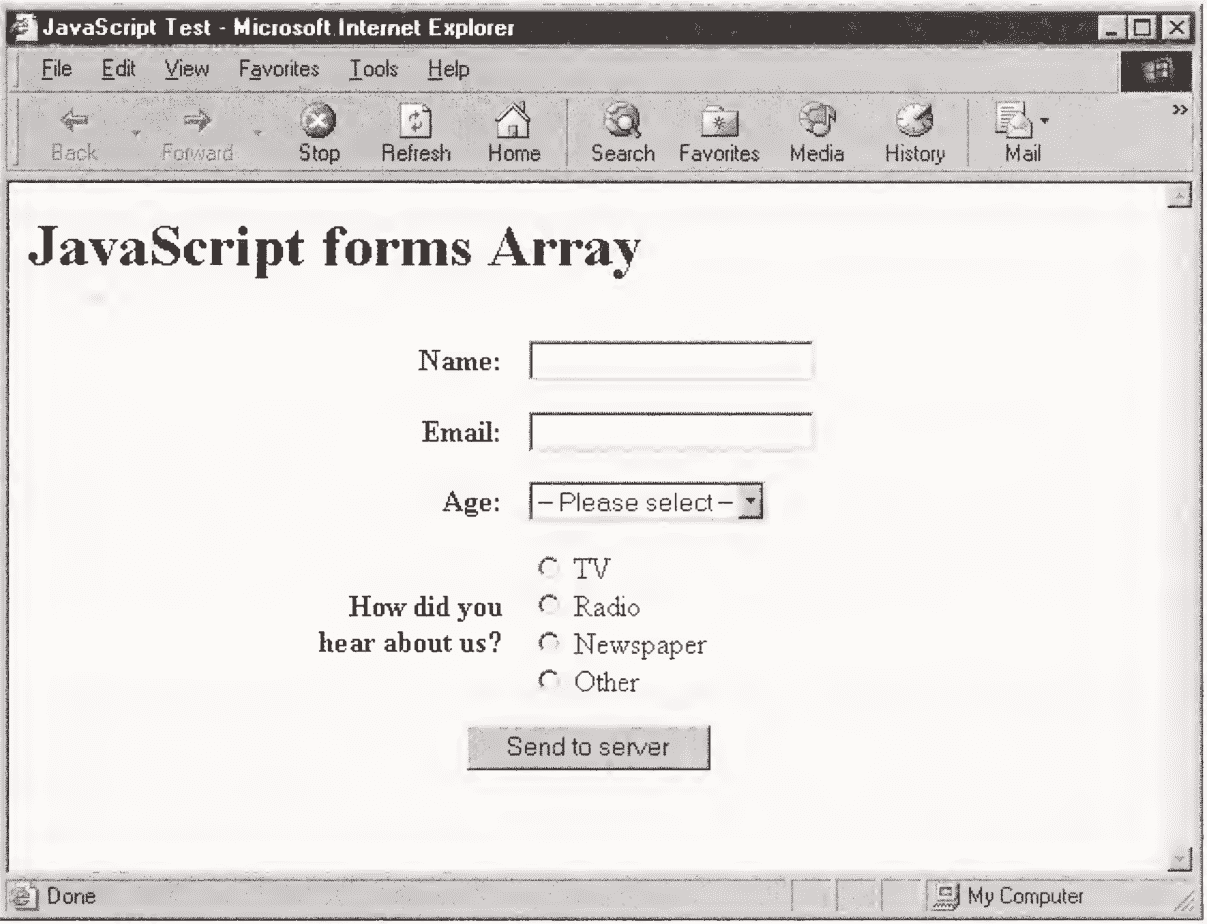 JavaScript Test - Microsoft Internet Explorer
File Edit View Favorites Tools Help
Back Forward Stop Refresh Home Search Favorites Media History Mail »
JavaScript forms Array
Name:
Email:
Age: – Please select –
TV
How did you Radio
hear about us? Newspaper
Other
Send to server
Done My Computer